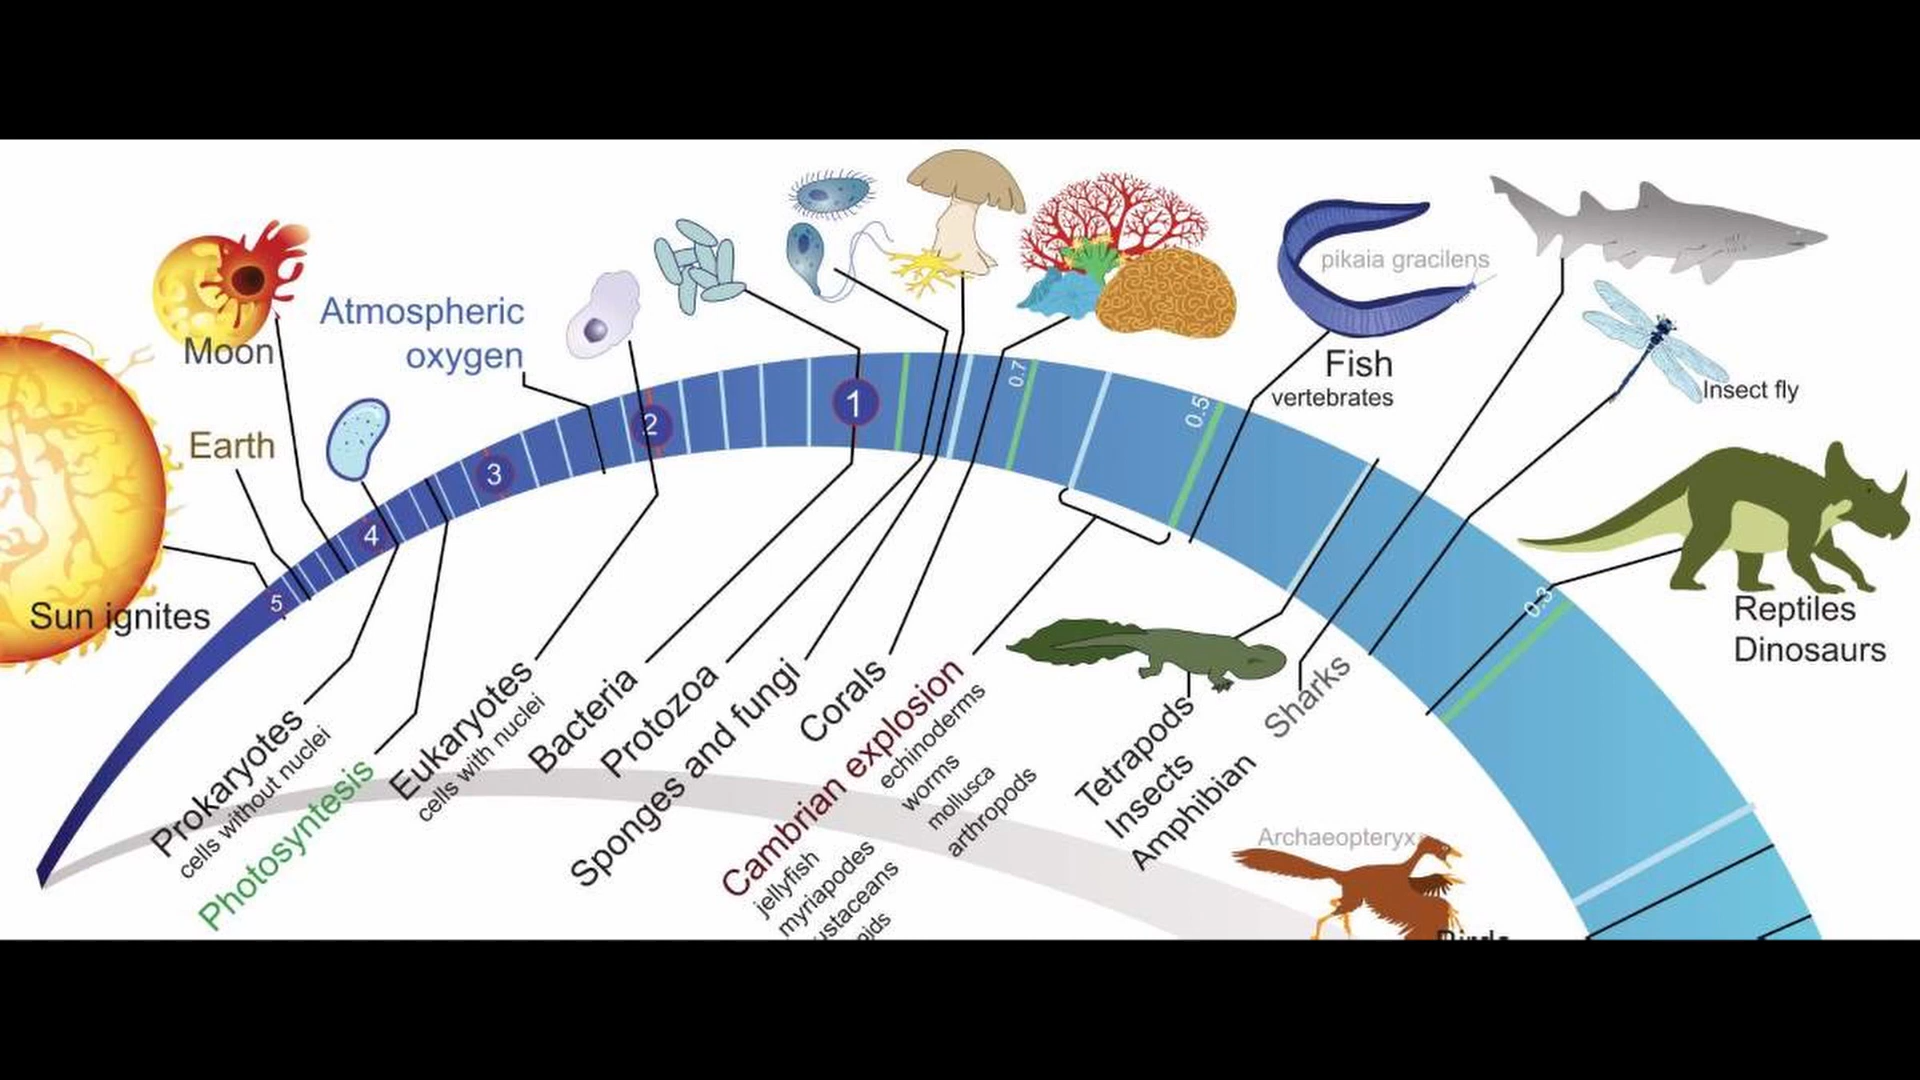 Moon
Atmospheric
oxygen
Earth
Sun ignites
5
4
3
2
1
0.7
0.5
0.3
pikaia gracilens
Fish
vertebrates
Insect fly
Reptiles
Dinosaurs
Prokaryotes
cells without nuclei
Photosyntesis
Eukaryotes
cells with nuclei
Bacteria
Protozoa
Sponges and fungi
Corals
Cambrian explosion
echinoderms
worms
mollusca
arthropods
jellyfish
myriapodes
Tetrapods
Insects
Amphibian
Sharks
Archaeopteryx